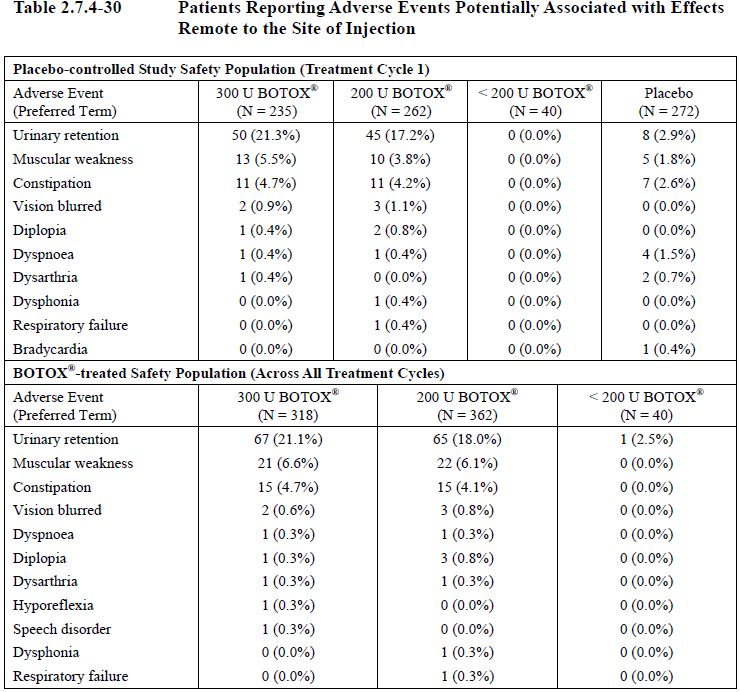 Table 2.7.4-30 Patients Reporting Adverse Events Potentially Associated with Effects
Remote to the Site of Injection
Placebo-controlled Study Safety Population (Treatment Cycle 1)
Adverse Event 300 U BOTOX® 200 U BOTOX® < 200 U BOTOX® Placebo
(Preferred Term) (N = 235) (N = 262) (N = 40) (N = 272)
Urinary retention 50 (21.3%) 45 (17.2%) 0 (0.0%) 8 (2.9%)
Muscular weakness 13 (5.5%) 10 (3.8%) 0 (0.0%) 5 (1.8%)
Constipation 11 (4.7%) 11 (4.2%) 0 (0.0%) 7 (2.6%)
Vision blurred 2 (0.9%) 3 (1.1%) 0 (0.0%) 0 (0.0%)
Diplopia 1 (0.4%) 2 (0.8%) 0 (0.0%) 0 (0.0%)
Dyspnoea 1 (0.4%) 1 (0.4%) 0 (0.0%) 4 (1.5%)
Dysarthria 1 (0.4%) 0 (0.0%) 0 (0.0%) 2 (0.7%)
Dysphonia 0 (0.0%) 1 (0.4%) 0 (0.0%) 0 (0.0%)
Respiratory failure 0 (0.0%) 1 (0.4%) 0 (0.0%) 0 (0.0%)
Bradycardia 0 (0.0%) 0 (0.0%) 0 (0.0%) 1 (0.4%)
BOTOX®-treated Safety Population (Across All Treatment Cycles)
Adverse Event 300 U BOTOX® 200 U BOTOX® < 200 U BOTOX®
(Preferred Term) (N = 318) (N = 362) (N = 40)
Urinary retention 67 (21.1%) 65 (18.0%) 1 (2.5%)
Muscular weakness 21 (6.6%) 22 (6.1%) 0 (0.0%)
Constipation 15 (4.7%) 15 (4.1%) 0 (0.0%)
Vision blurred 2 (0.6%) 3 (0.8%) 0 (0.0%)
Dyspnoea 1 (0.3%) 1 (0.3%) 0 (0.0%)
Diplopia 1 (0.3%) 3 (0.8%) 0 (0.0%)
Dysarthria 1 (0.3%) 1 (0.3%) 0 (0.0%)
Hyporeflexia 1 (0.3%) 0 (0.0%) 0 (0.0%)
Speech disorder 1 (0.3%) 0 (0.0%) 0 (0.0%)
Dysphonia 0 (0.0%) 1 (0.3%) 0 (0.0%)
Respiratory failure 0 (0.0%) 1 (0.3%) 0 (0.0%)